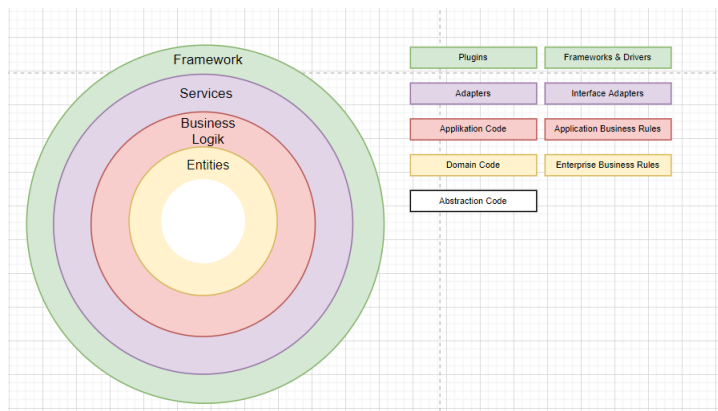 Framework
Services
Business
Logik
Entities
Plugins
Frameworks & Drivers
Adapters
Interface Adapters
Applikation Code
Application Business Rules
Domain Code
Enterprise Business Rules
Abstraction Code